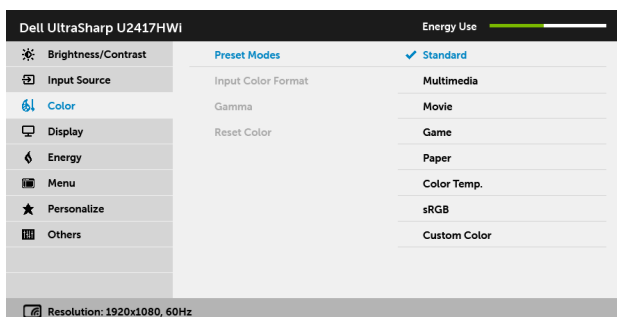 Dell UltraSharp U2417HWi
Energy Use
Brightness/Contrast
Preset Modes
Standard
Input Source
Input Color Format
Multimedia
Color
Gamma
Movie
Display
Reset Color
Game
Energy
Paper
Menu
Color Temp.
Personalize
sRGB
Others
Custom Color
Resolution: 1920x1080, 60Hz